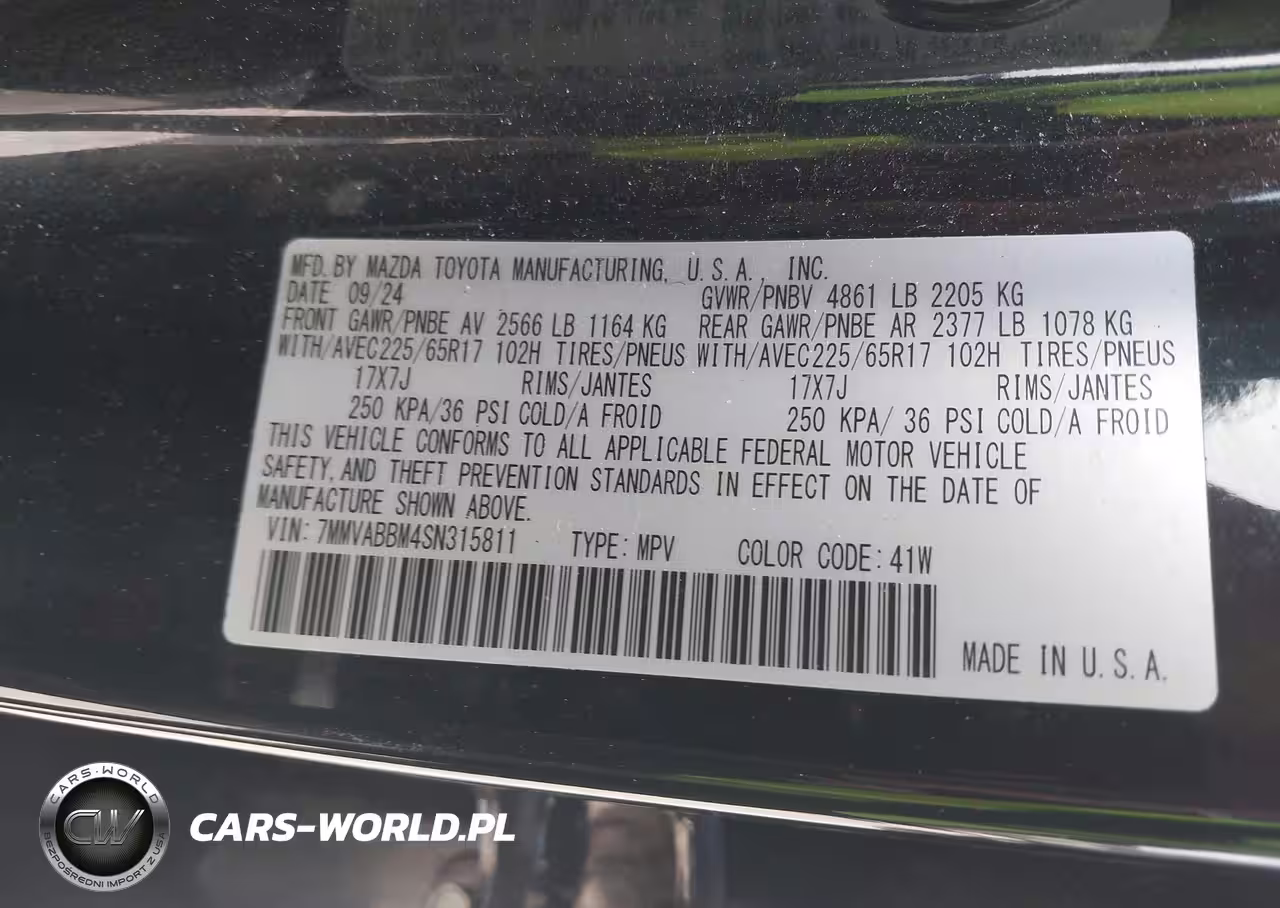 MFD. BY MAZDA TOYOTA MANUFACTURING, U.S.A., INC.
DATE 09/24 GVWR/PNBV 4861 LB 2205 KG
FRONT GAWR/PNBE AV 2566 LB 1164 KG REAR GAWR/PNBE AR 2377 LB 1078 KG
WITH/AVEC225/65R17 102H TIRES/PNEUS WITH/AVEC225/65R17 102H TIRES/PNEUS
17X7J RIMS/JANTES 17X7J RIMS/JANTES
250 KPA/36 PSI COLD/A FROID 250 KPA/ 36 PSI COLD/A FROID
THIS VEHICLE CONFORMS TO ALL APPLICABLE FEDERAL MOTOR VEHICLE
SAFETY, AND THEFT PREVENTION STANDARDS IN EFFECT ON THE DATE OF
MANUFACTURE SHOWN ABOVE.
VIN: 7MMVABBM4SN315811 TYPE: MPV COLOR CODE: 41W
MADE IN U.S.A.
CARS-WORLD
CW
BEZPOŚREDNI IMPORT Z USA
CARS-WORLD.PL